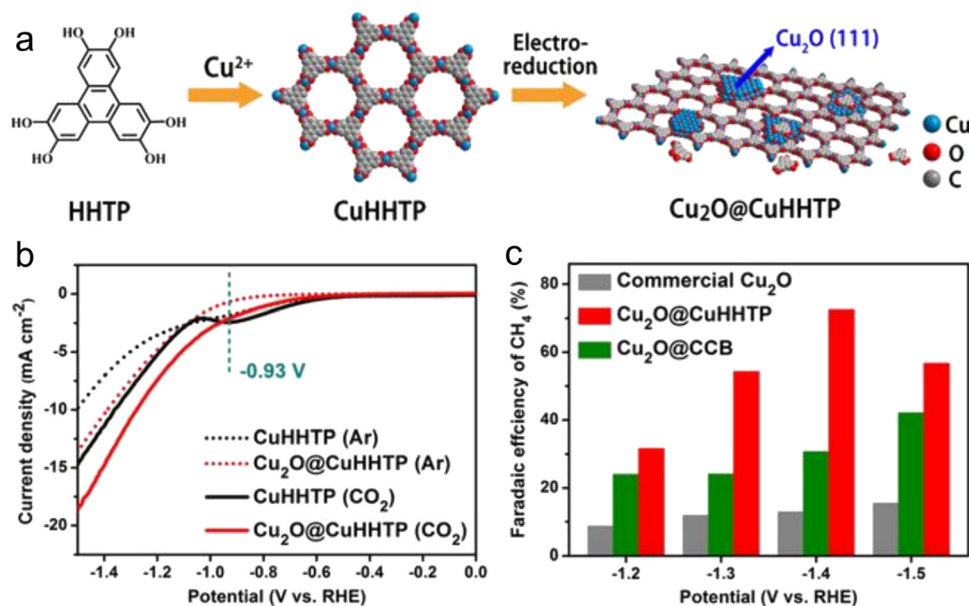 a
OH
HO
HO
OH
HO
OH
HHTP
Cu²⁺
CuHHTP
Electro-
reduction
Cu₂O (111)
Cu₂O@CuHHTP
Cu
O
C
b
Current density (mA cm⁻²)
0
-5
-10
-15
-20
-0.93 V
CuHHTP (Ar)
Cu₂O@CuHHTP (Ar)
CuHHTP (CO₂)
Cu₂O@CuHHTP (CO₂)
-1.4 -1.2 -1.0 -0.8 -0.6 -0.4 -0.2 0.0
Potential (V vs. RHE)
c
Faradaic effciency of CH₄ (%)
80
60
40
20
0
Commercial Cu₂O
Cu₂O@CuHHTP
Cu₂O@CCB
-1.2 -1.3 -1.4 -1.5
Potential (V vs. RHE)